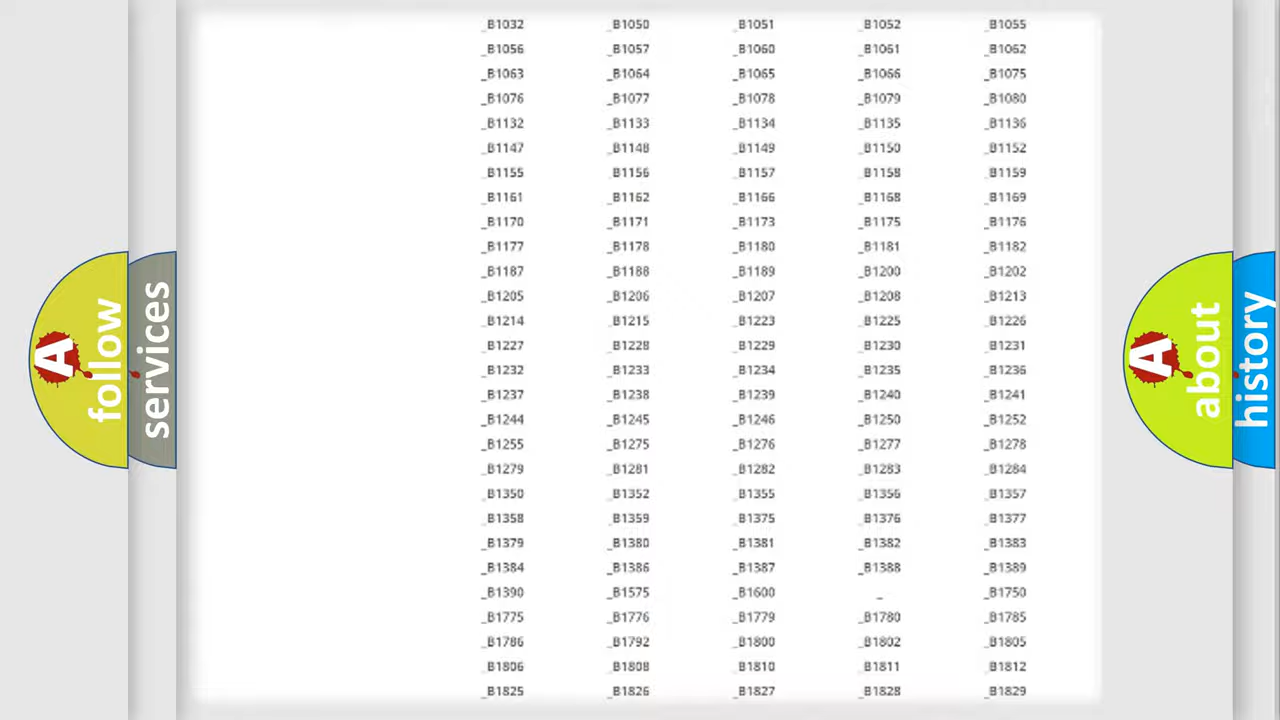 _B1032 _B1050 _B1051 _B1052 _B1055
_B1056 _B1057 _B1060 _B1061 _B1062
_B1063 _B1064 _B1065 _B1066 _B1075
_B1076 _B1077 _B1078 _B1079 _B1080
_B1132 _B1133 _B1134 _B1135 _B1136
_B1147 _B1148 _B1149 _B1150 _B1152
_B1155 _B1156 _B1157 _B1158 _B1159
_B1161 _B1162 _B1166 _B1168 _B1169
_B1170 _B1171 _B1173 _B1175 _B1176
_B1177 _B1178 _B1180 _B1181 _B1182
_B1187 _B1188 _B1189 _B1200 _B1202
_B1205 _B1206 _B1207 _B1208 _B1213
_B1214 _B1215 _B1223 _B1225 _B1226
_B1227 _B1228 _B1229 _B1230 _B1231
_B1232 _B1233 _B1234 _B1235 _B1236
_B1237 _B1238 _B1239 _B1240 _B1241
_B1244 _B1245 _B1246 _B1250 _B1252
_B1255 _B1275 _B1276 _B1277 _B1278
_B1279 _B1281 _B1282 _B1283 _B1284
_B1350 _B1352 _B1355 _B1356 _B1357
_B1358 _B1359 _B1375 _B1376 _B1377
_B1379 _B1380 _B1381 _B1382 _B1383
_B1384 _B1386 _B1387 _B1388 _B1389
_B1390 _B1575 _B1600 _ _B1750
_B1775 _B1776 _B1779 _B1780 _B1785
_B1786 _B1792 _B1800 _B1802 _B1805
_B1806 _B1808 _B1810 _B1811 _B1812
_B1825 _B1826 _B1827 _B1828 _B1829
A
follow
services
A
about
history